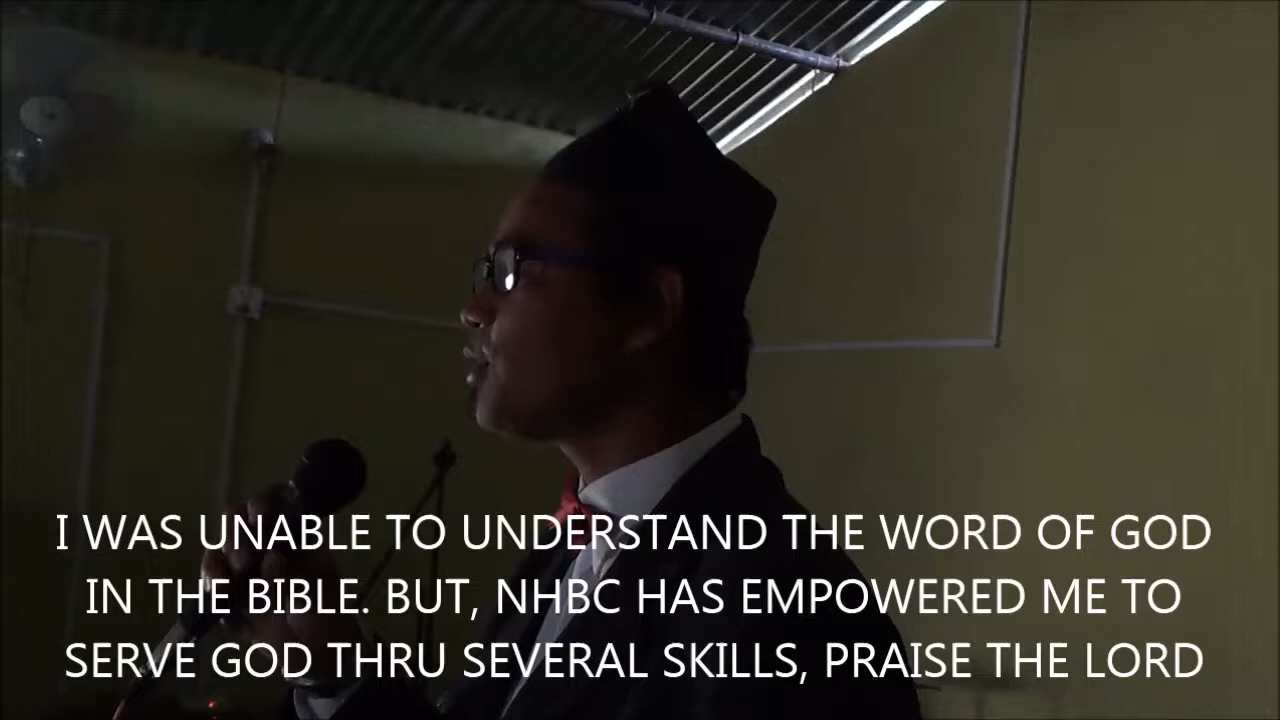 I WAS UNABLE TO UNDERSTAND THE WORD OF GOD
IN THE BIBLE. BUT, NHBC HAS EMPOWERED ME TO
SERVE GOD THRU SEVERAL SKILLS, PRAISE THE LORD